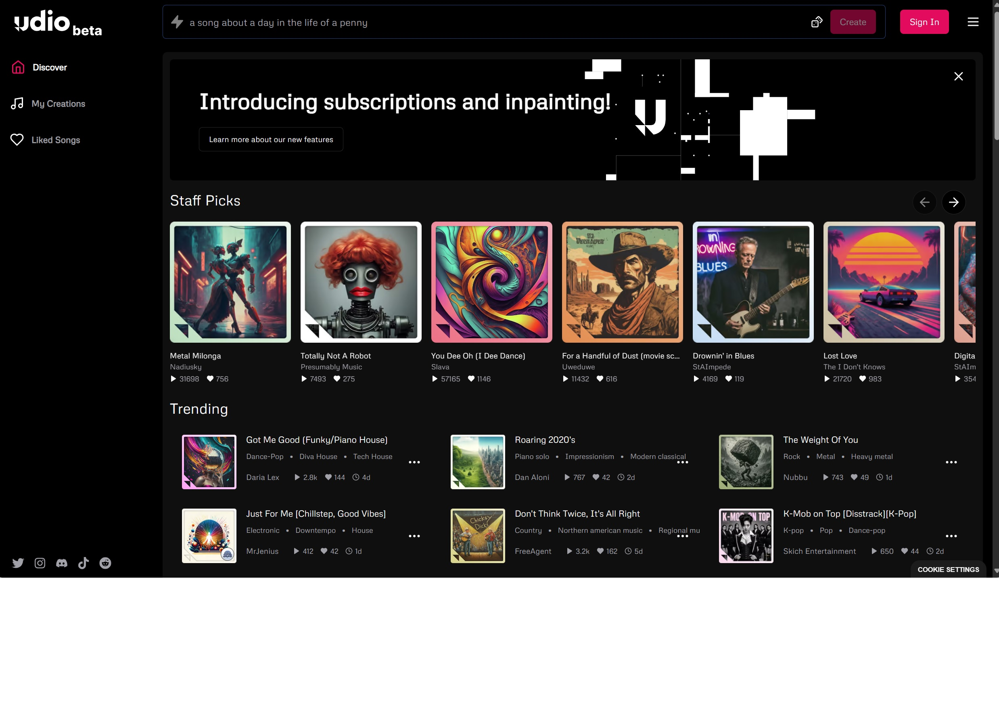 udio beta
a song about a day in the life of a penny
Create
Sign In
Discover
My Creations
Liked Songs
Introducing subscriptions and inpainting!
Learn more about our new features
Staff Picks
IN
ROWNING
BLUES
Metal Milonga
Nadiusky
31698 756
Totally Not A Robot
Presumably Music
7493 275
You Dee Oh (I Dee Dance)
Slava
57165 1146
For a Handful of Dust (movie sc...
Uweduwe
11432 616
Drownin' in Blues
StAImpede
4169 119
Lost Love
The I Don't Knows
21720 983
Digita
StAIm
354
Trending
Got Me Good (Funky/Piano House)
Dance-Pop • Diva House • Tech House
Daria Lex 2.8k 144 4d
Roaring 2020's
Piano solo • Impressionism • Modern classical
Dan Aloni 767 42 2d
The Weight Of You
Rock • Metal • Heavy metal
Nubbu 743 49 1d
Just For Me [Chillstep, Good Vibes]
Electronic • Downtempo • House
MrJenius 412 42 1d
Chicksy
Dicks
Don't Think Twice, It's All Right
Country • Northern american music • Regional mu
FreeAgent 3.2k 162 5d
K-MOB ON TOP
K-Mob on Top [Disstrack][K-Pop]
K-pop • Pop • Dance-pop
Skich Entertainment 650 44 2d
COOKIE SETTINGS